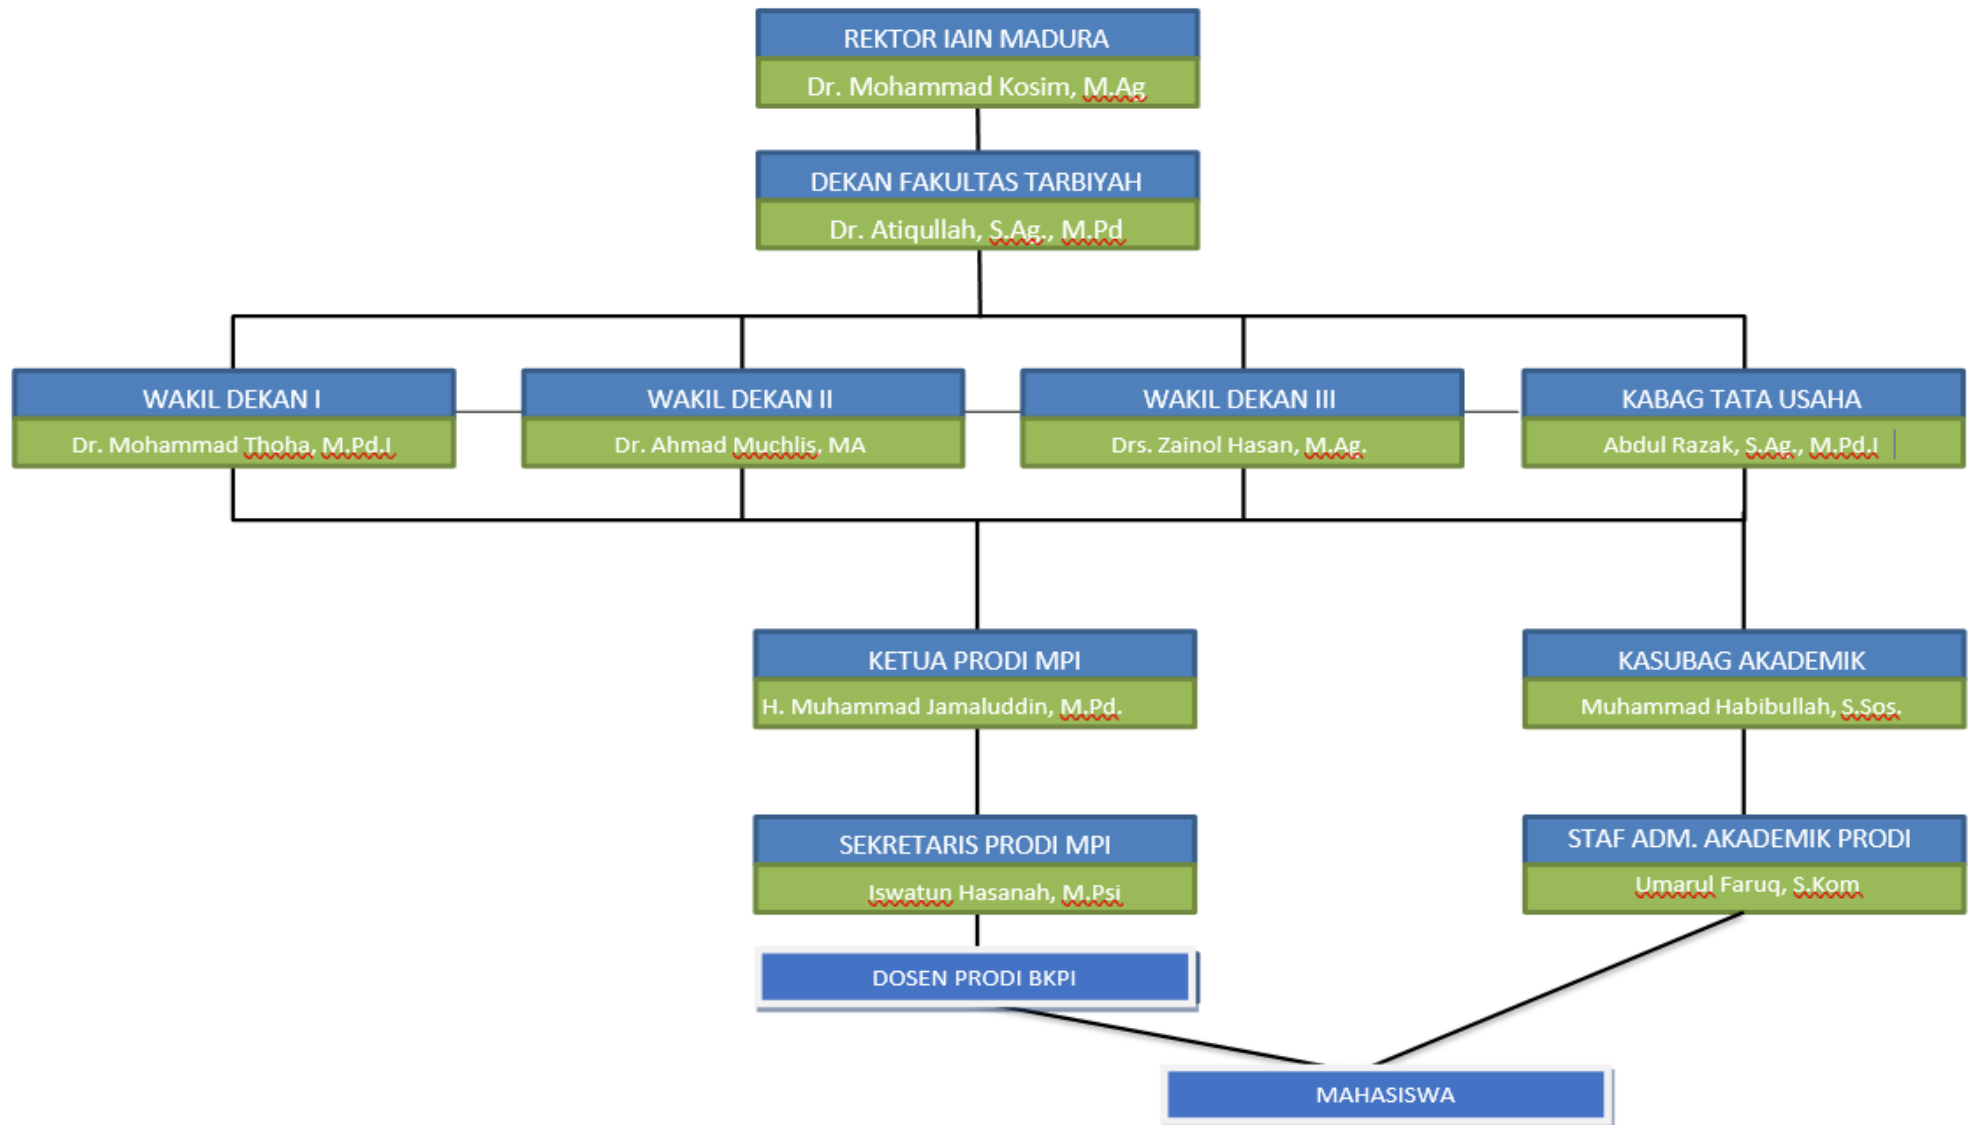 REKTOR IAIN MADURA
Dr. Mohammad Kosim, M.Ag
DEKAN FAKULTAS TARBIYAH
Dr. Atiqullah, S.Ag., M.Pd
WAKIL DEKAN I
Dr. Mohammad Thoha, M.Pd.I
WAKIL DEKAN II
Dr. Ahmad Muchlis, MA
WAKIL DEKAN III
Drs. Zainol Hasan, M.Ag.
KABAG TATA USAHA
Abdul Razak, S.Ag., M.Pd.I
KETUA PRODI MPI
H. Muhammad Jamaluddin, M.Pd.
KASUBAG AKADEMIK
Muhammad Habibullah, S.Sos.
SEKRETARIS PRODI MPI
Iswatun Hasanah, M.Psi
STAF ADM. AKADEMIK PRODI
Umarul Faruq, S.Kom
DOSEN PRODI BKPI
MAHASISWA